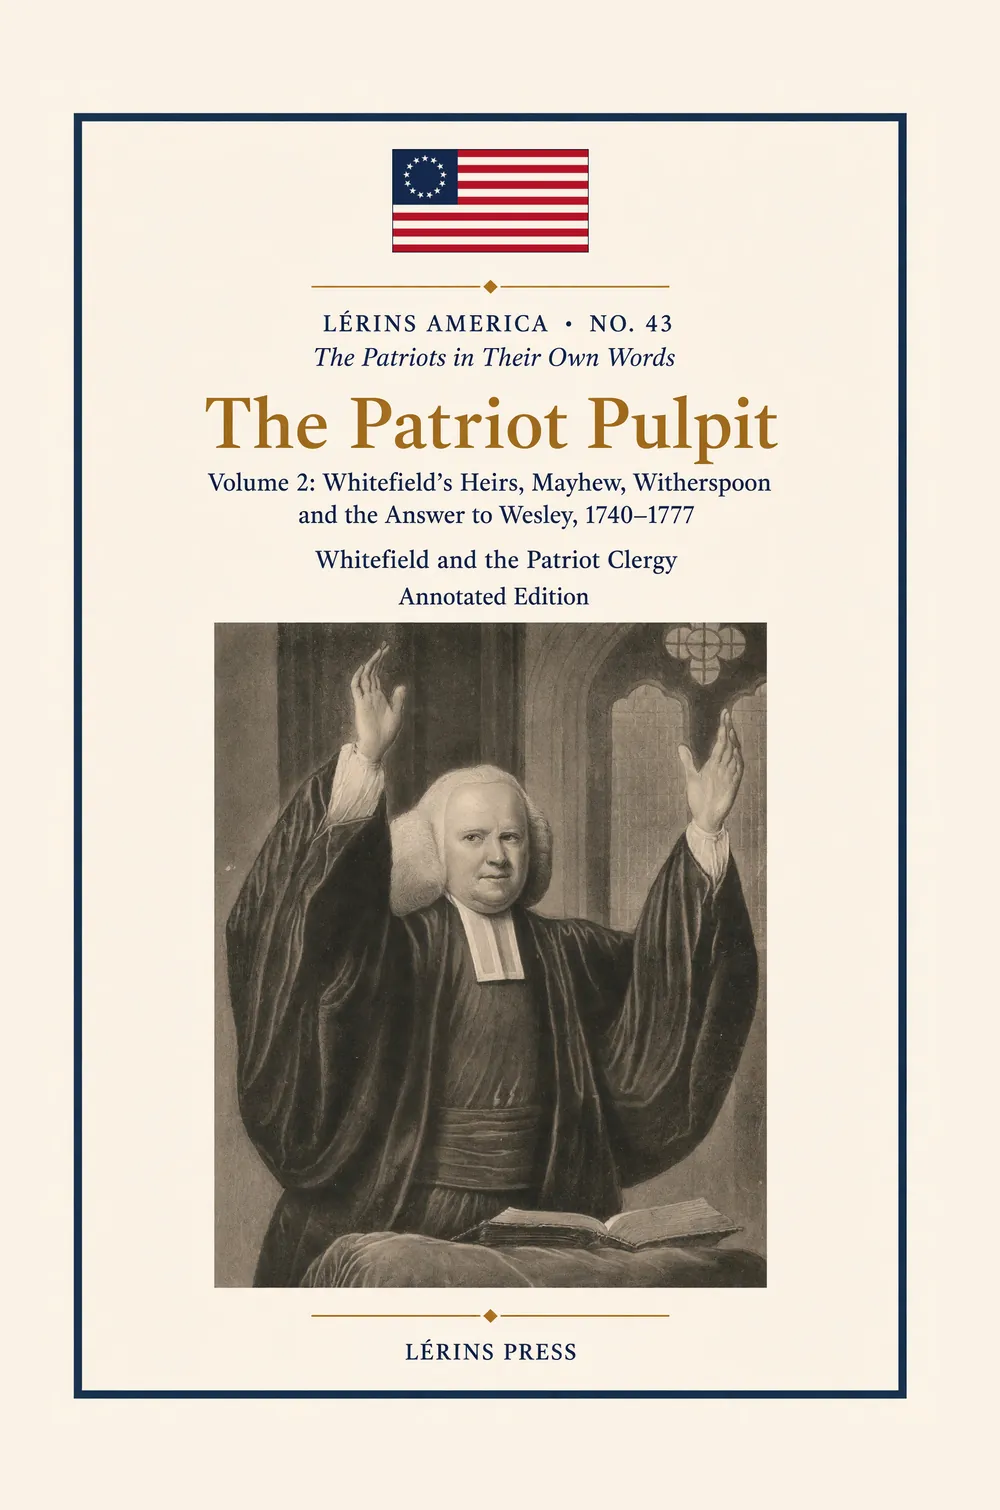 LÉRINS AMERICA • NO. 43
The Patriots in Their Own Words
The Patriot Pulpit
Volume 2: Whitefield’s Heirs, Mayhew, Witherspoon
and the Answer to Wesley, 1740–1777
Whitefield and the Patriot Clergy
Annotated Edition
LÉRINS PRESS